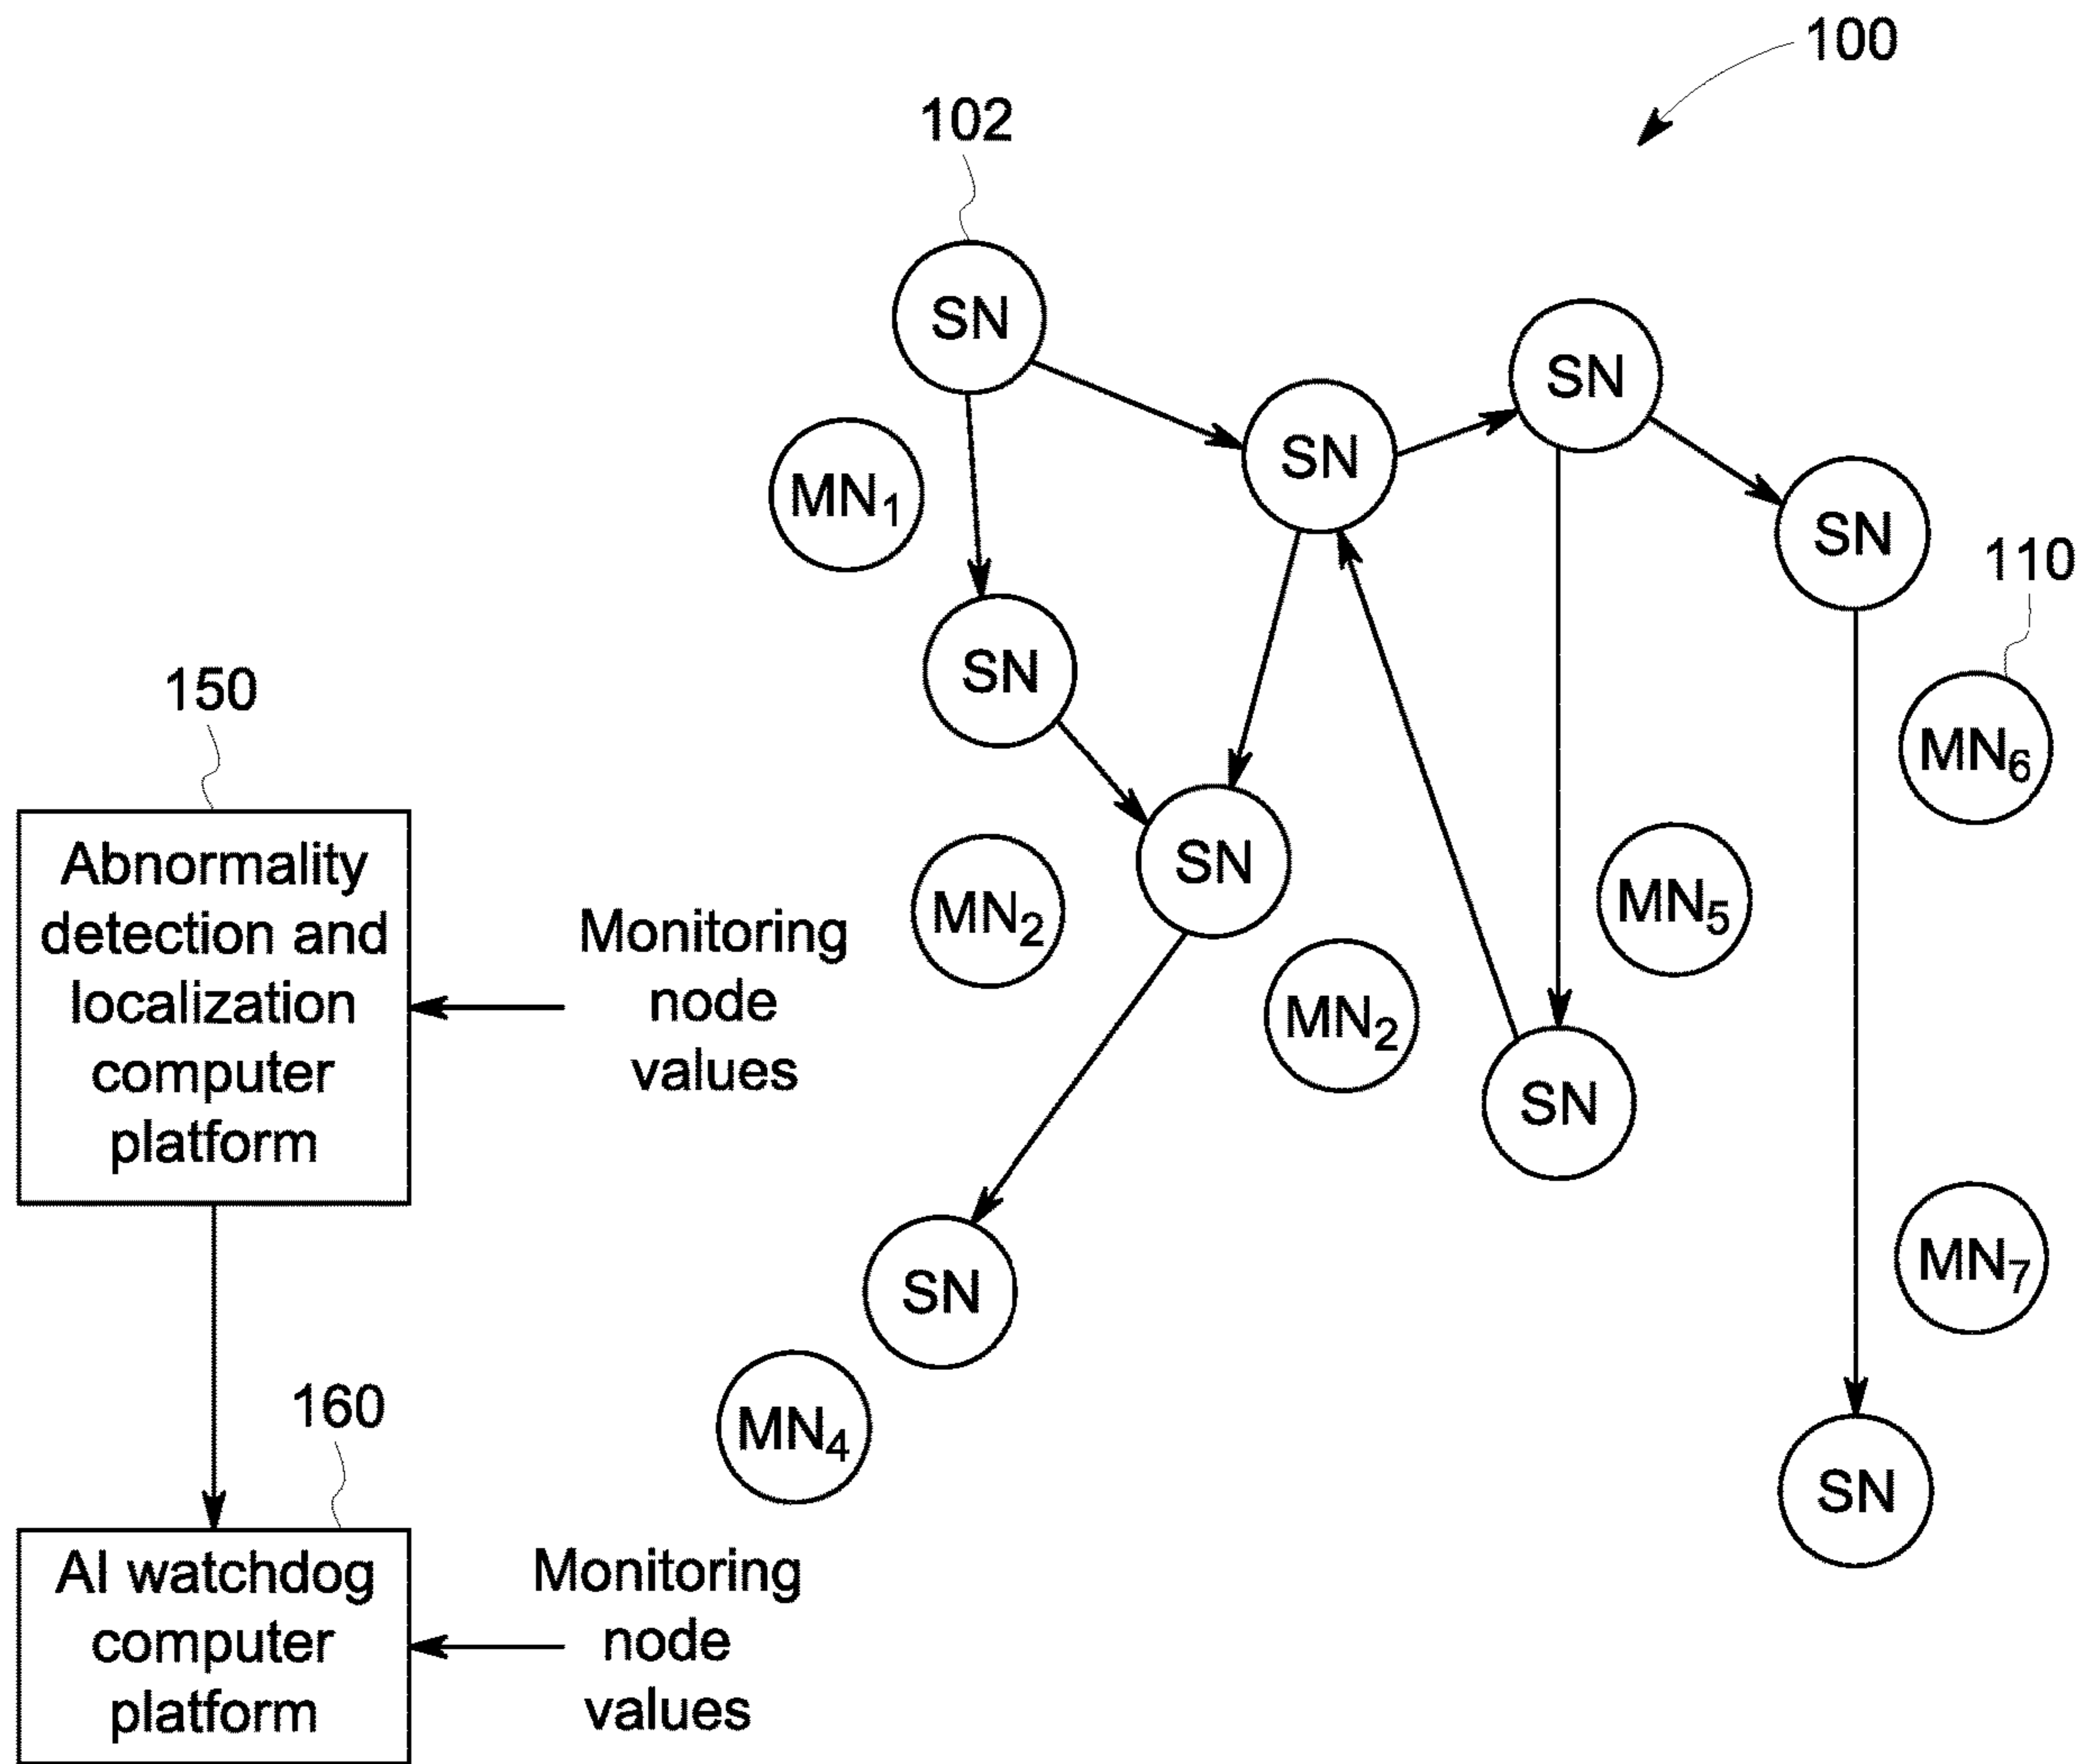 100
102
SN
SN
SN
MN1
SN
110
SN
150
MN6
Abnormality
detection and
localization
computer
platform
Monitoring
node
values
SN
MN2
MN5
MN2
SN
MN7
SN
160
MN4
SN
AI watchdog
computer
platform
Monitoring
node
values